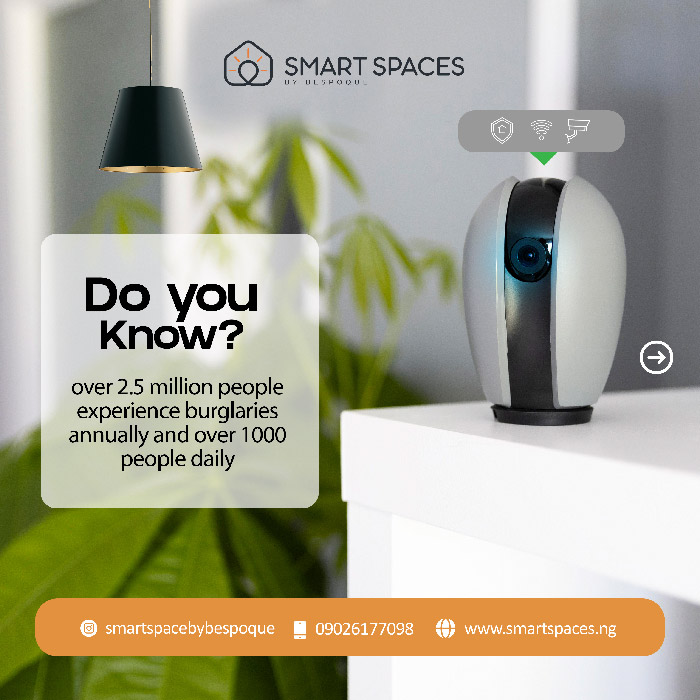 SMART SPACES
BY BESPOQUE
Do you
Know?
over 2.5 million people
experience burglaries
annually and over 1000
people daily
smartspacebybespoque
09026177098
www.smartspaces.ng